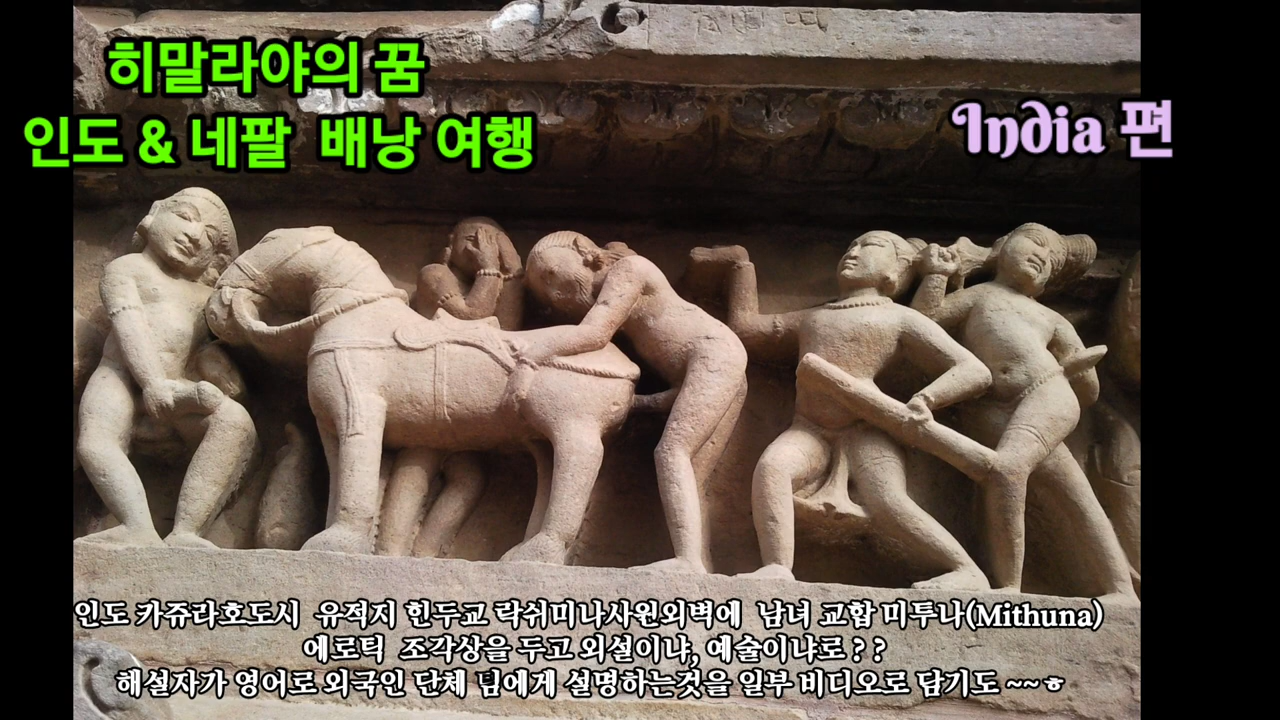 히말라야의 꿈
인도 & 네팔 배낭 여행
India 편
인도 카쥬라호도시 유적지 힌두교 락쉬미나사원외벽에 남녀 교합 미투나(Mithuna)
에로틱 조각상을 두고 외설이냐, 예술이냐로 ? ?
해설자가 영어로 외국인 단체 팀에게 설명하는것을 일부 비디오로 담기도 ~~ㅎ